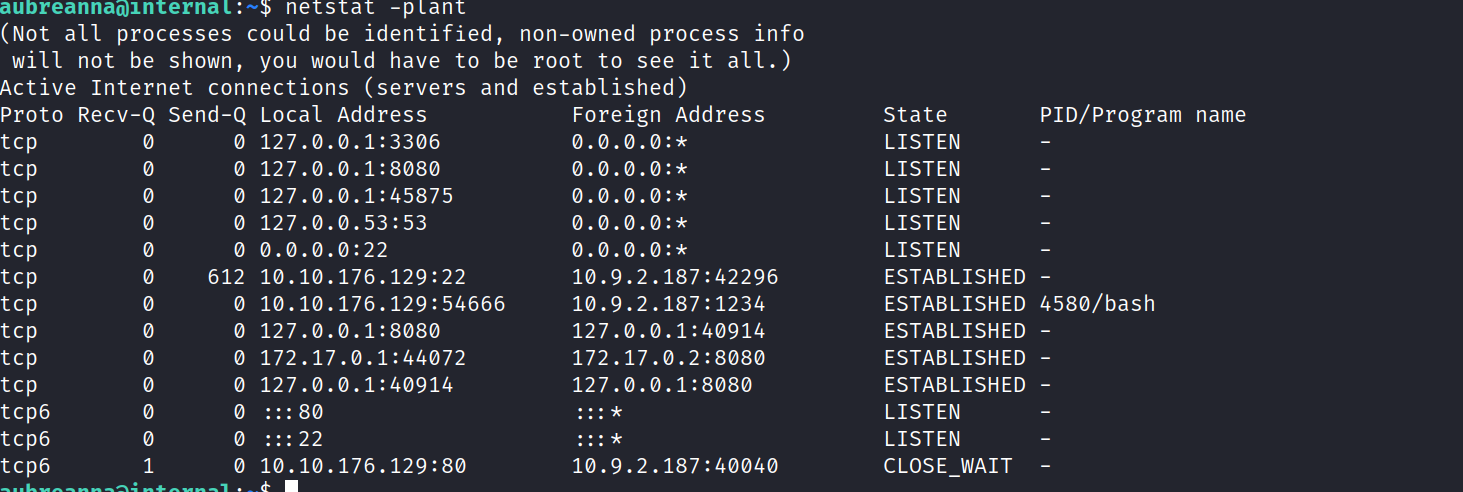 aubreanna@internal:~$ netstat -plant
(Not all processes could be identified, non-owned process info
 will not be shown, you would have to be root to see it all.)
Active Internet connections (servers and established)
Proto Recv-Q Send-Q Local Address           Foreign Address         State       PID/Program name
tcp        0      0 127.0.0.1:3306          0.0.0.0:*               LISTEN      -
tcp        0      0 127.0.0.1:8080          0.0.0.0:*               LISTEN      -
tcp        0      0 127.0.0.1:45875         0.0.0.0:*               LISTEN      -
tcp        0      0 127.0.0.53:53           0.0.0.0:*               LISTEN      -
tcp        0      0 0.0.0.0:22              0.0.0.0:*               LISTEN      -
tcp        0    612 10.10.176.129:22        10.9.2.187:42296        ESTABLISHED -
tcp        0      0 10.10.176.129:54666     10.9.2.187:1234         ESTABLISHED 4580/bash
tcp        0      0 127.0.0.1:8080          127.0.0.1:40914         ESTABLISHED -
tcp        0      0 172.17.0.1:44072        172.17.0.2:8080         ESTABLISHED -
tcp        0      0 127.0.0.1:40914         127.0.0.1:8080          ESTABLISHED -
tcp6       0      0 :::80                   :::*                    LISTEN      -
tcp6       0      0 :::22                   :::*                    LISTEN      -
tcp6       1      0 10.10.176.129:80        10.9.2.187:40040        CLOSE_WAIT  -
aubreanna@internal:~$